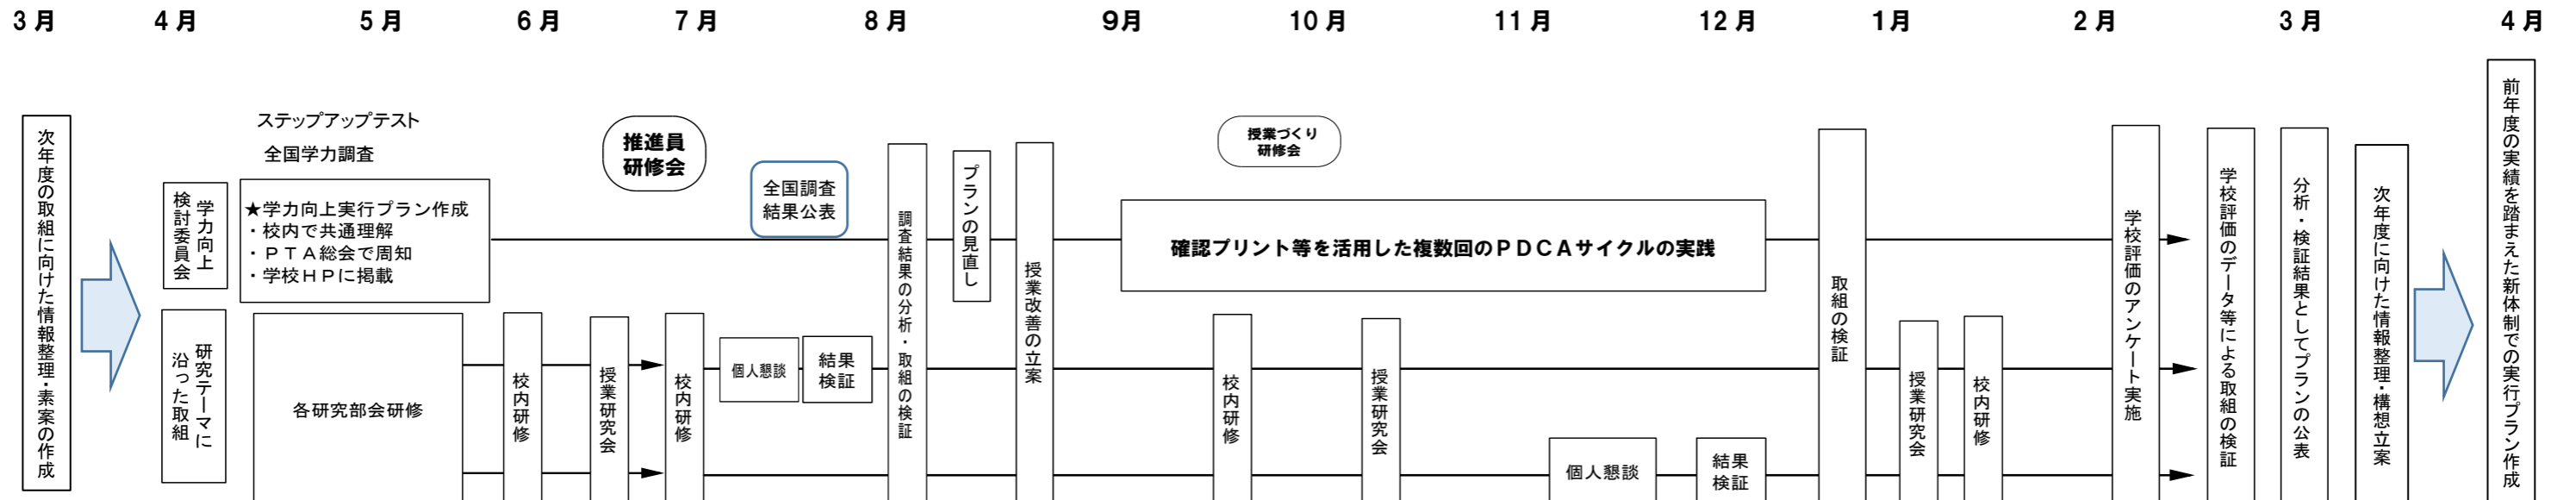 3月 4月 5月 6月 7月 8月 9月 10月 11月 12月 1月 2月 3月 4月
次年度の取組に向けた情報整理・素案の作成
ステップアップテスト
全国学力調査
学力向上
検討委員会
★学力向上実行プラン作成
・校内で共通理解
・ＰＴＡ総会で周知
・学校ＨＰに掲載
研究テーマに
沿った取組
各研究部会研修
校内研修
授業研究会
推進員
研修会
校内研修
全国調査
結果公表
個人懇談
結果
検証
調査結果の分析・取組の検証
プランの見直し
授業改善の立案
授業づくり
研修会
確認プリント等を活用した複数回のＰＤＣＡサイクルの実践
校内研修
授業研究会
個人懇談
結果
検証
取組の検証
授業研究会
校内研修
学校評価のアンケート実施
学校評価のデータ等による取組の検証
分析・検証結果としてプランの公表
次年度に向けた情報整理・構想立案
前年度の実績を踏まえた新体制での実行プラン作成